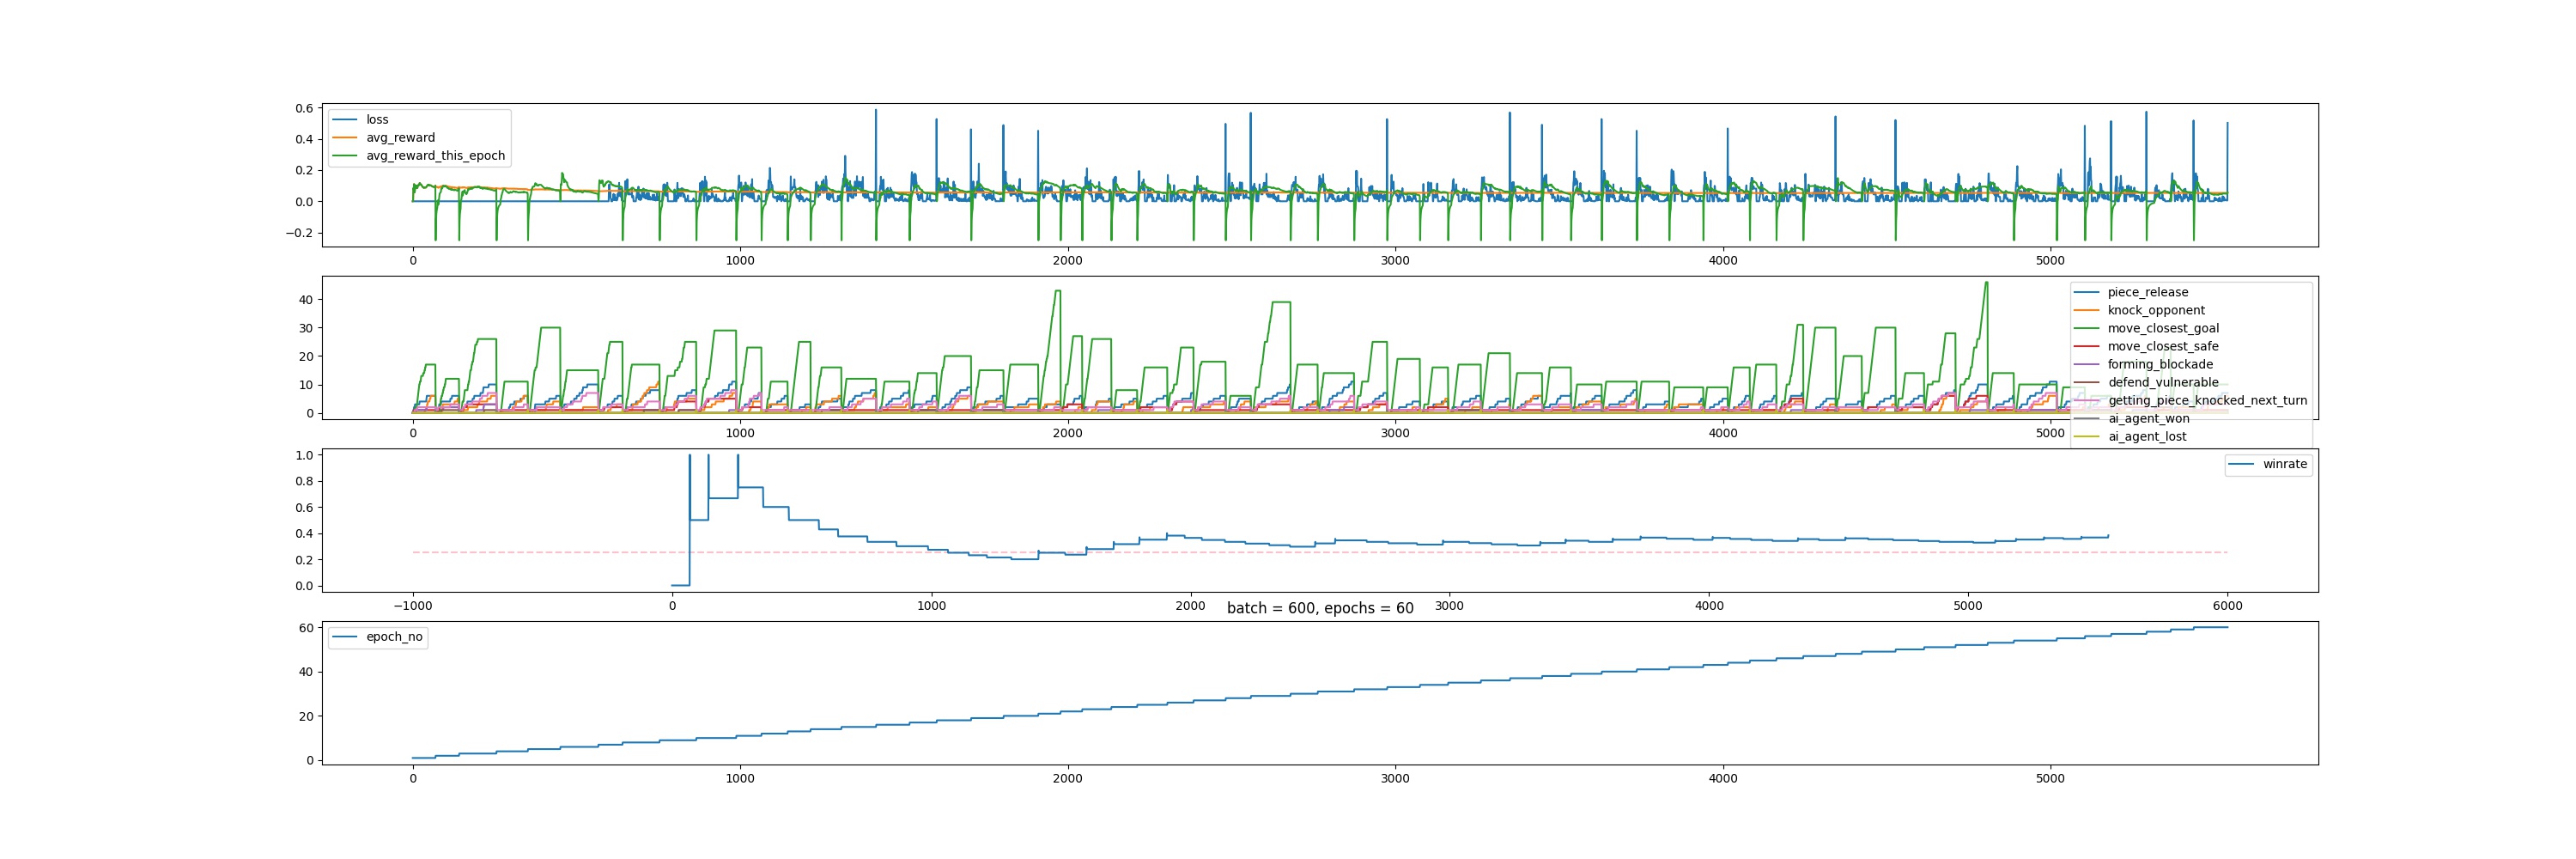 0.6
0.4
0.2
0.0
−0.2
loss
avg_reward
avg_reward_this_epoch
0 1000 2000 3000 4000 5000
40
30
20
10
0
piece_release
knock_opponent
move_closest_goal
move_closest_safe
forming_blockade
defend_vulnerable
getting_piece_knocked_next_turn
ai_agent_won
ai_agent_lost
0 1000 2000 3000 4000 5000
1.0
0.8
0.6
0.4
0.2
0.0
winrate
−1000 0 1000 2000 3000 4000 5000 6000
batch = 600, epochs = 60
60
40
20
0
epoch_no
0 1000 2000 3000 4000 5000